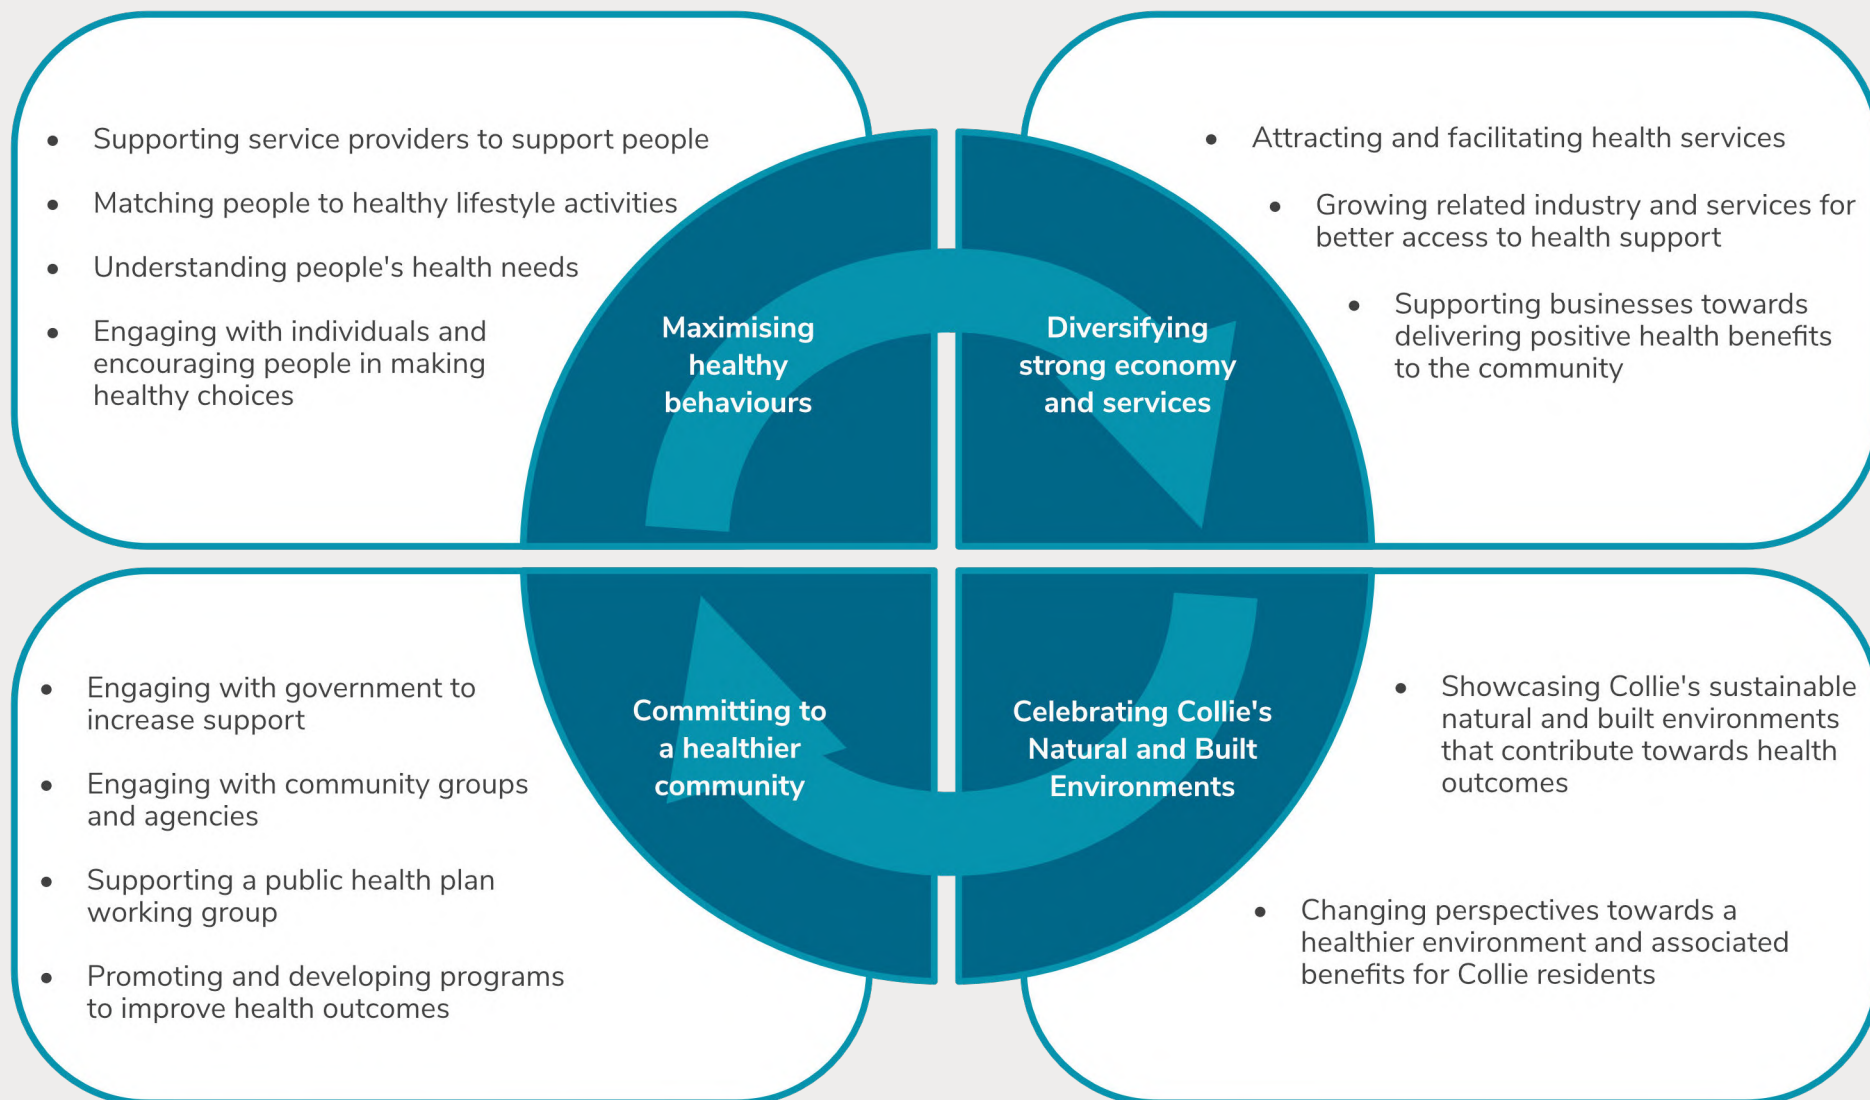 Supporting service providers to support people
Matching people to healthy lifestyle activities
Understanding people's health needs
Engaging with individuals and
encouraging people in making
healthy choices
Maximising
healthy
behaviours
Diversifying
strong economy
and services
Attracting and facilitating health services
Growing related industry and services for
better access to health support
Supporting businesses towards
delivering positive health benefits
to the community
Engaging with government to
increase support
Engaging with community groups
and agencies
Supporting a public health plan
working group
Promoting and developing programs
to improve health outcomes
Committing to
a healthier
community
Celebrating Collie's
Natural and Built
Environments
Showcasing Collie's sustainable
natural and built environments
that contribute towards health
outcomes
Changing perspectives towards a
healthier environment and associated
benefits for Collie residents